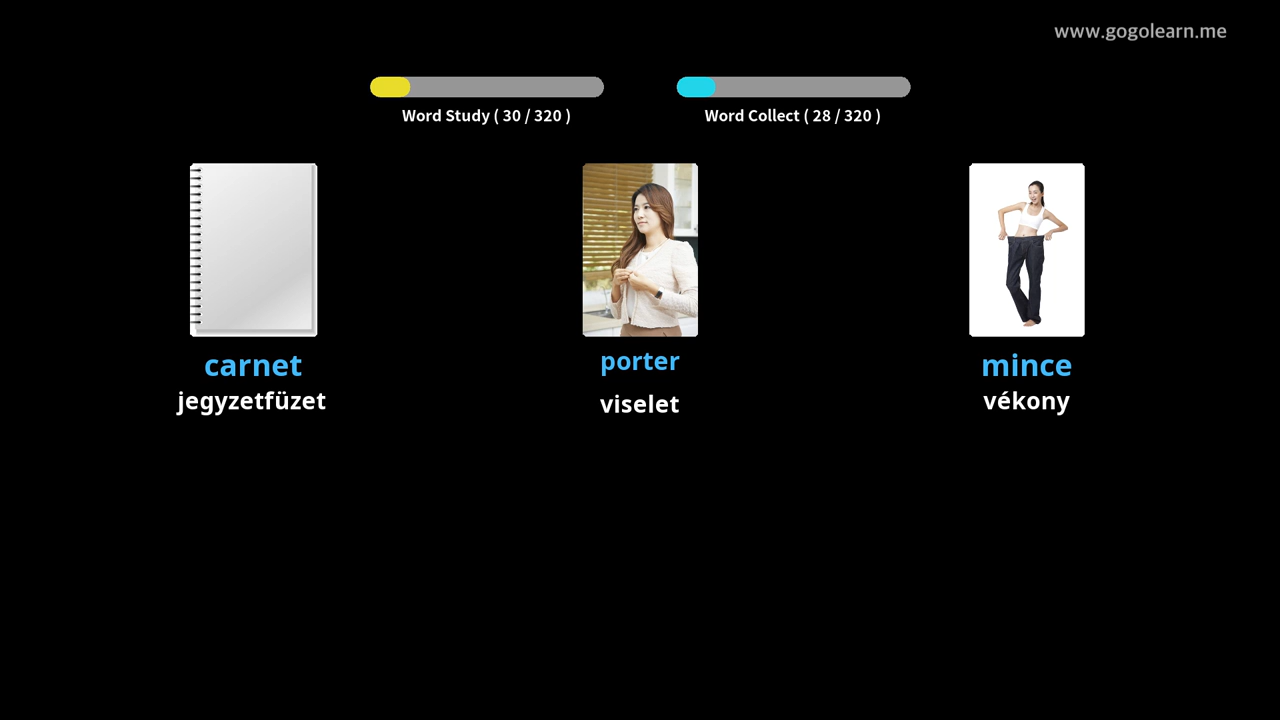 www.gogolearn.me
Word Study ( 30 / 320 )
Word Collect ( 28 / 320 )
carnet
jegyzetfüzet
porter
viselet
mince
vékony